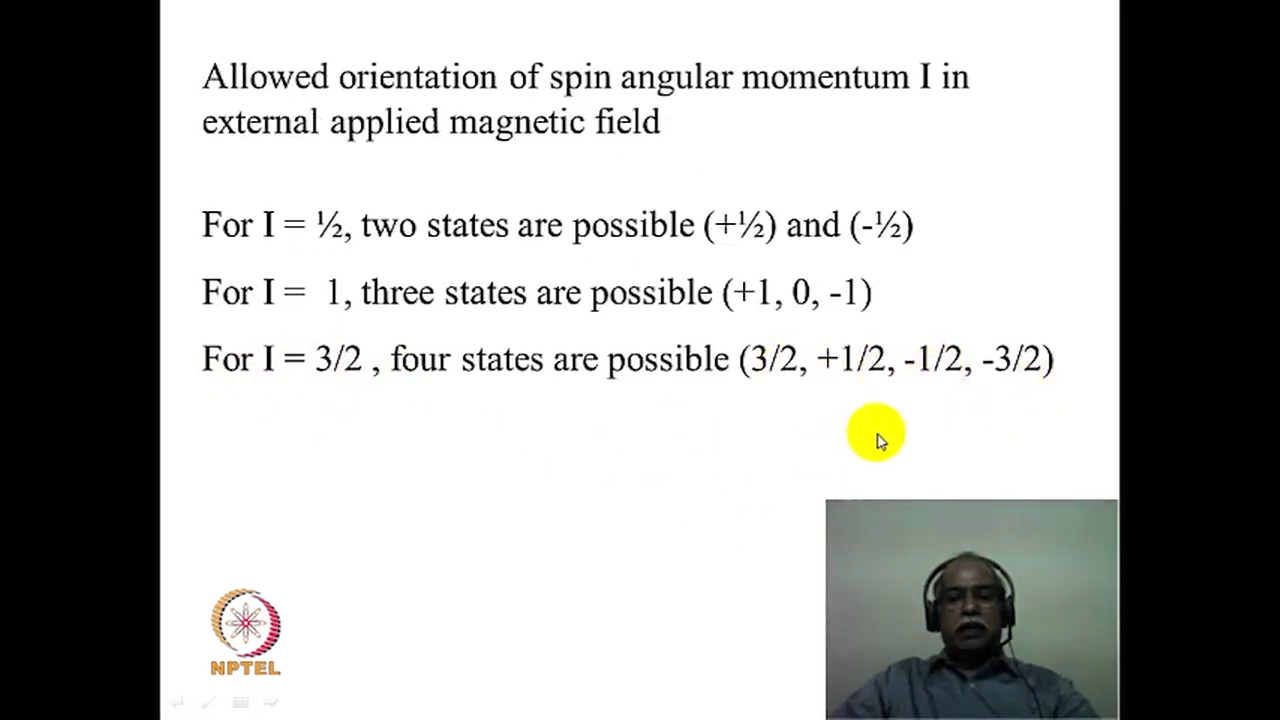 Allowed orientation of spin angular momentum I in
external applied magnetic field
For I = ½, two states are possible (+½) and (-½)
For I =  1, three states are possible (+1, 0, -1)
For I = 3/2 , four states are possible (3/2, +1/2, -1/2, -3/2)
NPTEL